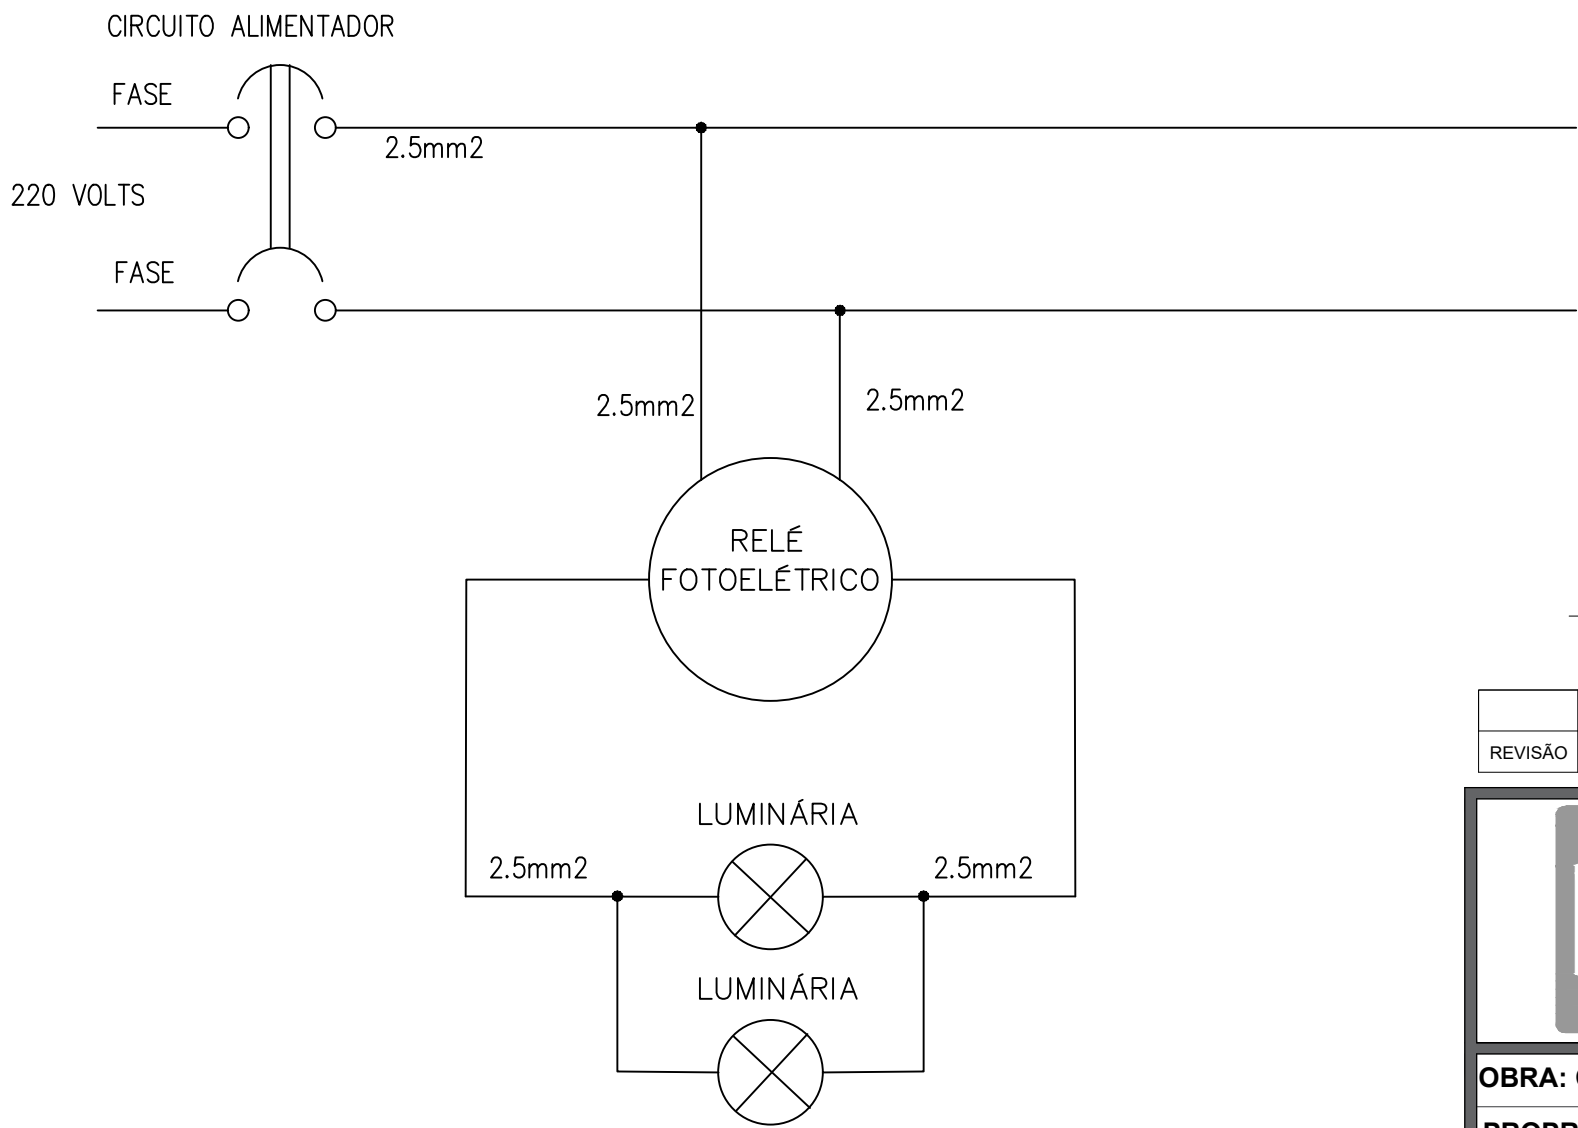 CIRCUITO ALIMENTADOR
FASE
2.5mm2
220 VOLTS
FASE
2.5mm2
2.5mm2
RELÉ
FOTOELÉTRICO
REVISÃO
LUMINÁRIA
2.5mm2
2.5mm2
LUMINÁRIA
OBRA: